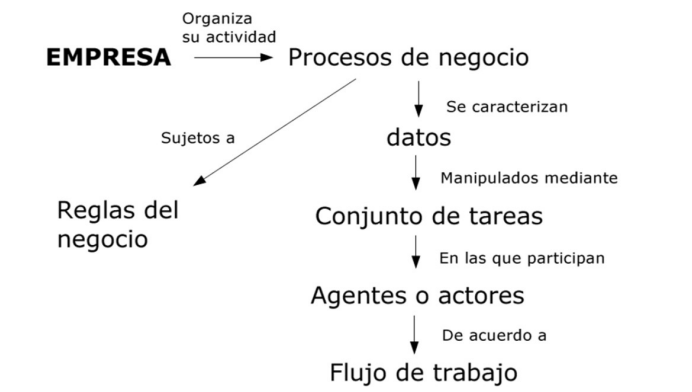 Organiza
su actividad
EMPRESA
Procesos de negocio
Se caracterizan
Sujetos a
datos
Manipulados mediante
Reglas del
negocio
Conjunto de tareas
En las que participan
Agentes o actores
De acuerdo a
Flujo de trabajo